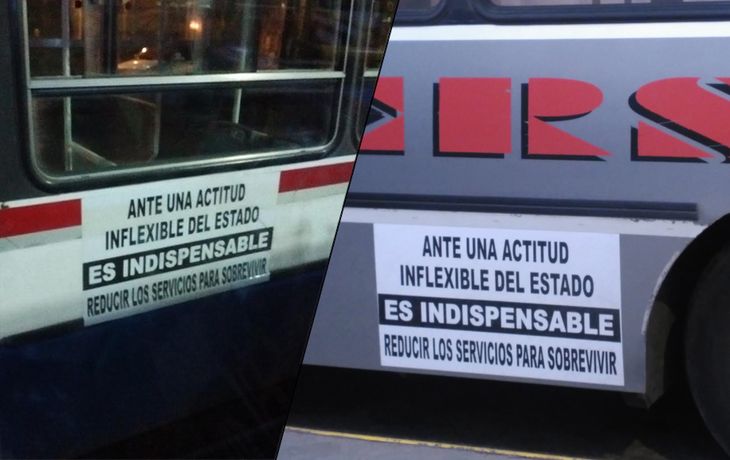 ANTE UNA ACTITUD
INFLEXIBLE DEL ESTADO
ES INDISPENSABLE
REDUCIR LOS SERVICIOS PARA SOBREVIVIR
ERS
ANTE UNA ACTITUD
INFLEXIBLE DEL ESTADO
ES INDISPENSABLE
REDUCIR LOS SERVICIOS PARA SOBREVIVIR